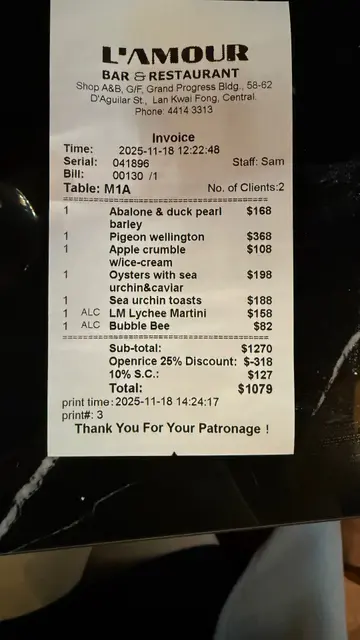 L'AMOUR
BAR & RESTAURANT
Shop A&B, G/F, Grand Progress Bldg., 58-62
D'Aguilar St., Lan Kwai Fong, Central.
Phone: 4414 3313
Invoice
Time: 2025-11-18 12:22:48
Serial: 041896 Staff: Sam
Bill: 00130 /1
Table: M1A No. of Clients:2
1 Abalone & duck pearl $168
barley
1 Pigeon wellington $368
1 Apple crumble $108
w/ice-cream
1 Oysters with sea $198
urchin&caviar
1 Sea urchin toasts $188
1 ALC LM Lychee Martini $158
1 ALC Bubble Bee $82
Sub-total: $1270
Openrice 25% Discount: $-318
10% S.C.: $127
Total: $1079
print time:2025-11-18 14:24:17
print#: 3
Thank You For Your Patronage !